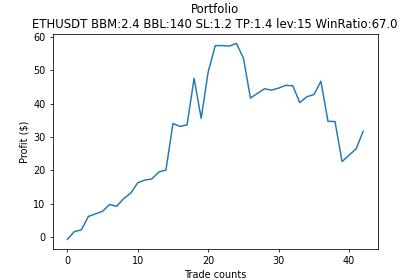 Portfolio
ETHUSDT BBM:2.4 BBL:140 SL:1.2 TP:1.4 lev:15 WinRatio:67.0
60
50
40
30
20
10
0
Profit ($)
0 10 20 30 40
Trade counts